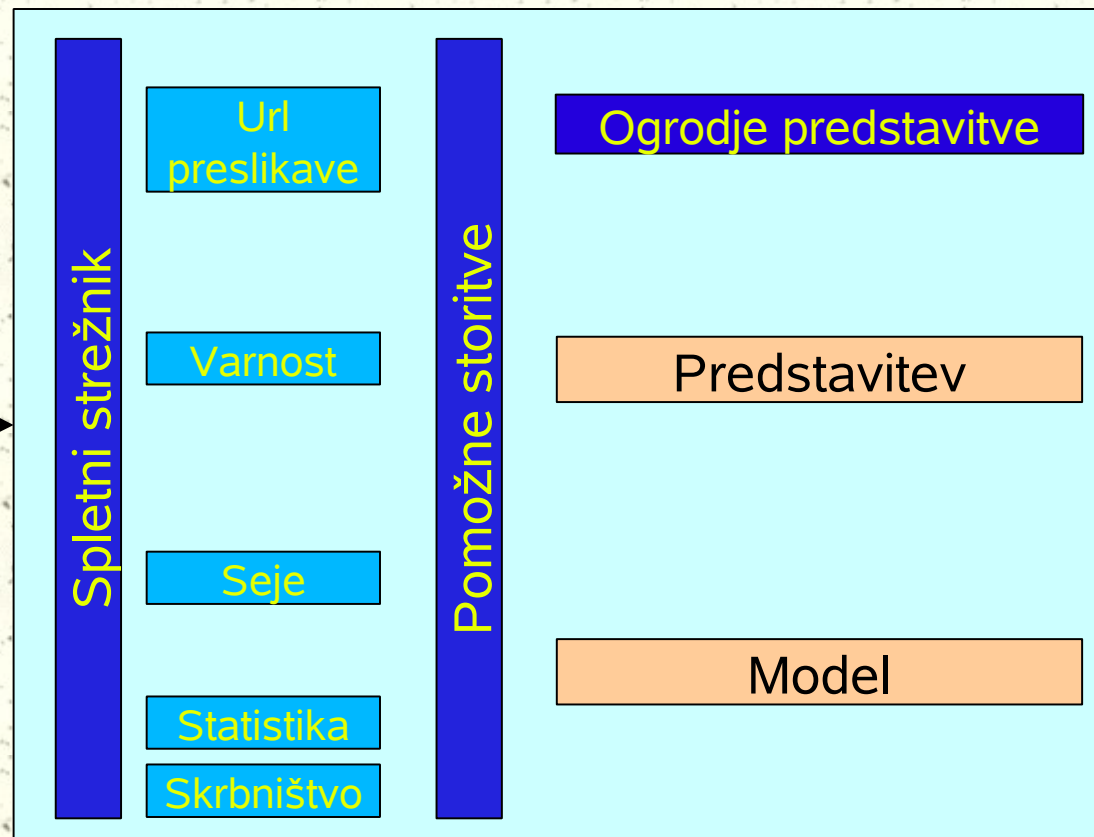 Spletni strežnik
Url
preslikave
Varnost
Seje
Statistika
Skrbništvo
Pomožne storitve
Ogrodje predstavitve
Predstavitev
Model